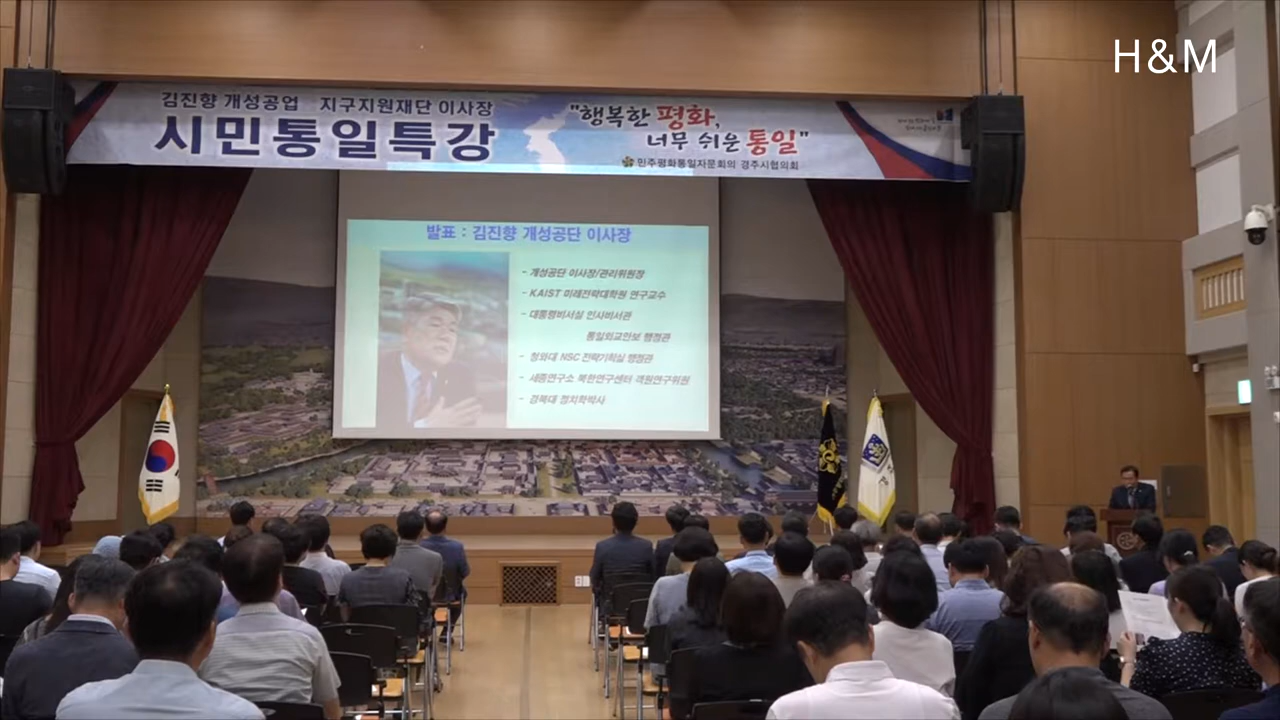 H&M
김진향 개성공업 지구지원재단 이사장
시민통일특강
"행복한 평화,
너무 쉬운 통일"
민주평화통일자문회의 경주시협의회
발표 : 김진향 개성공단 이사장
- 개성공단 이사장/관리위원장
- KAIST 미래전략대학원 연구교수
- 대통령비서실 인사비서관
통일외교안보 행정관
- 청와대 NSC 전략기획실 행정관
- 세종연구소 북한연구센터 객원연구위원
- 경북대 정치학박사